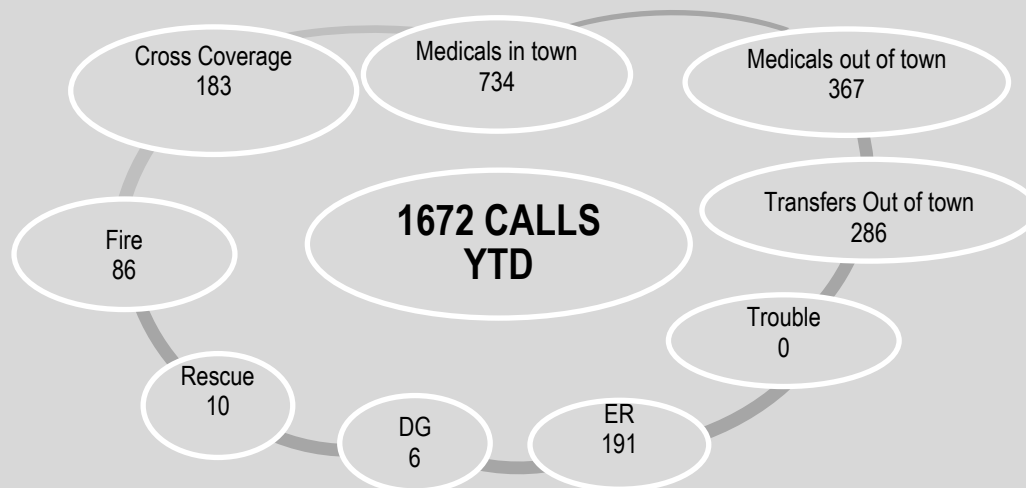 Cross Coverage
183
Medicals in town
734
Medicals out of town
367
Transfers Out of town
286
Trouble
0
ER
191
DG
6
Rescue
10
Fire
86
1672 CALLS
YTD